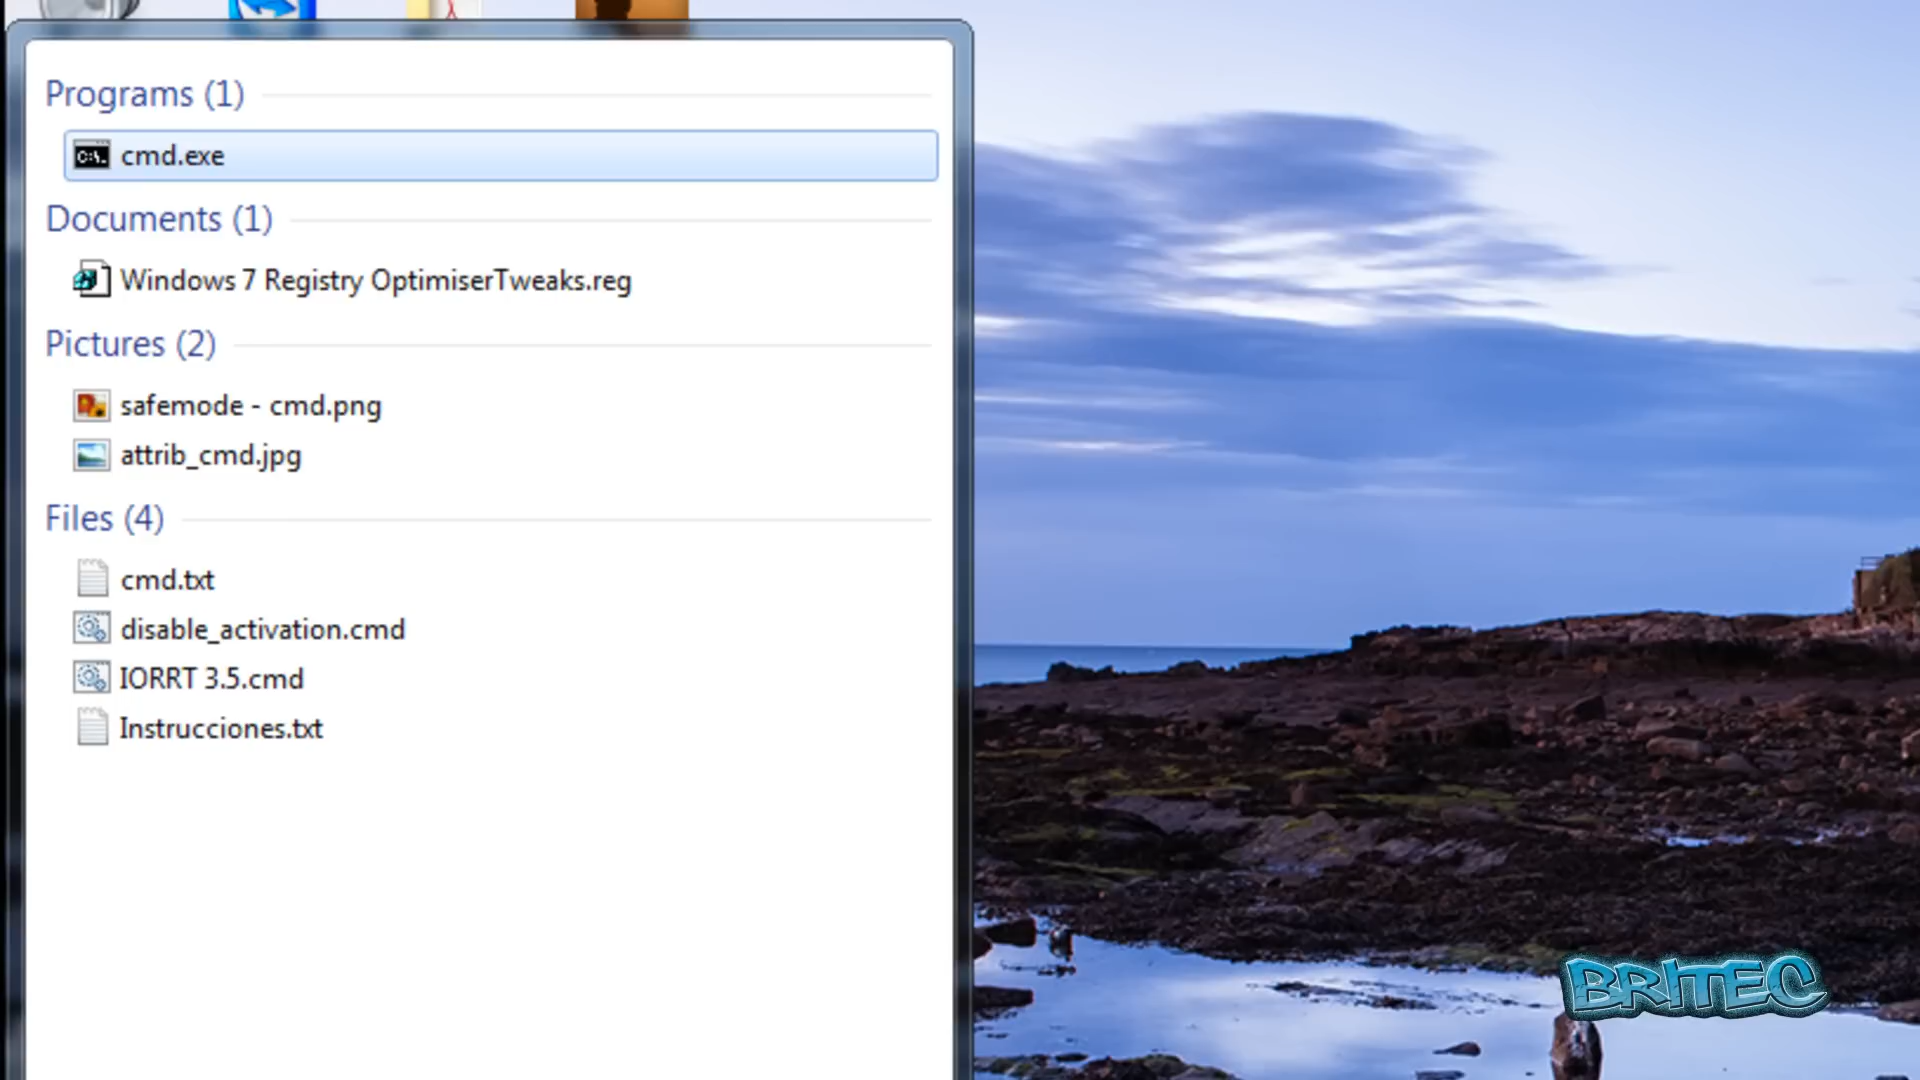 Programs (1)
cmd.exe
Documents (1)
Windows 7 Registry OptimiserTweaks.reg
Pictures (2)
safemode - cmd.png
attrib_cmd.jpg
Files (4)
cmd.txt
disable_activation.cmd
IORRT 3.5.cmd
Instrucciones.txt
BRITEC